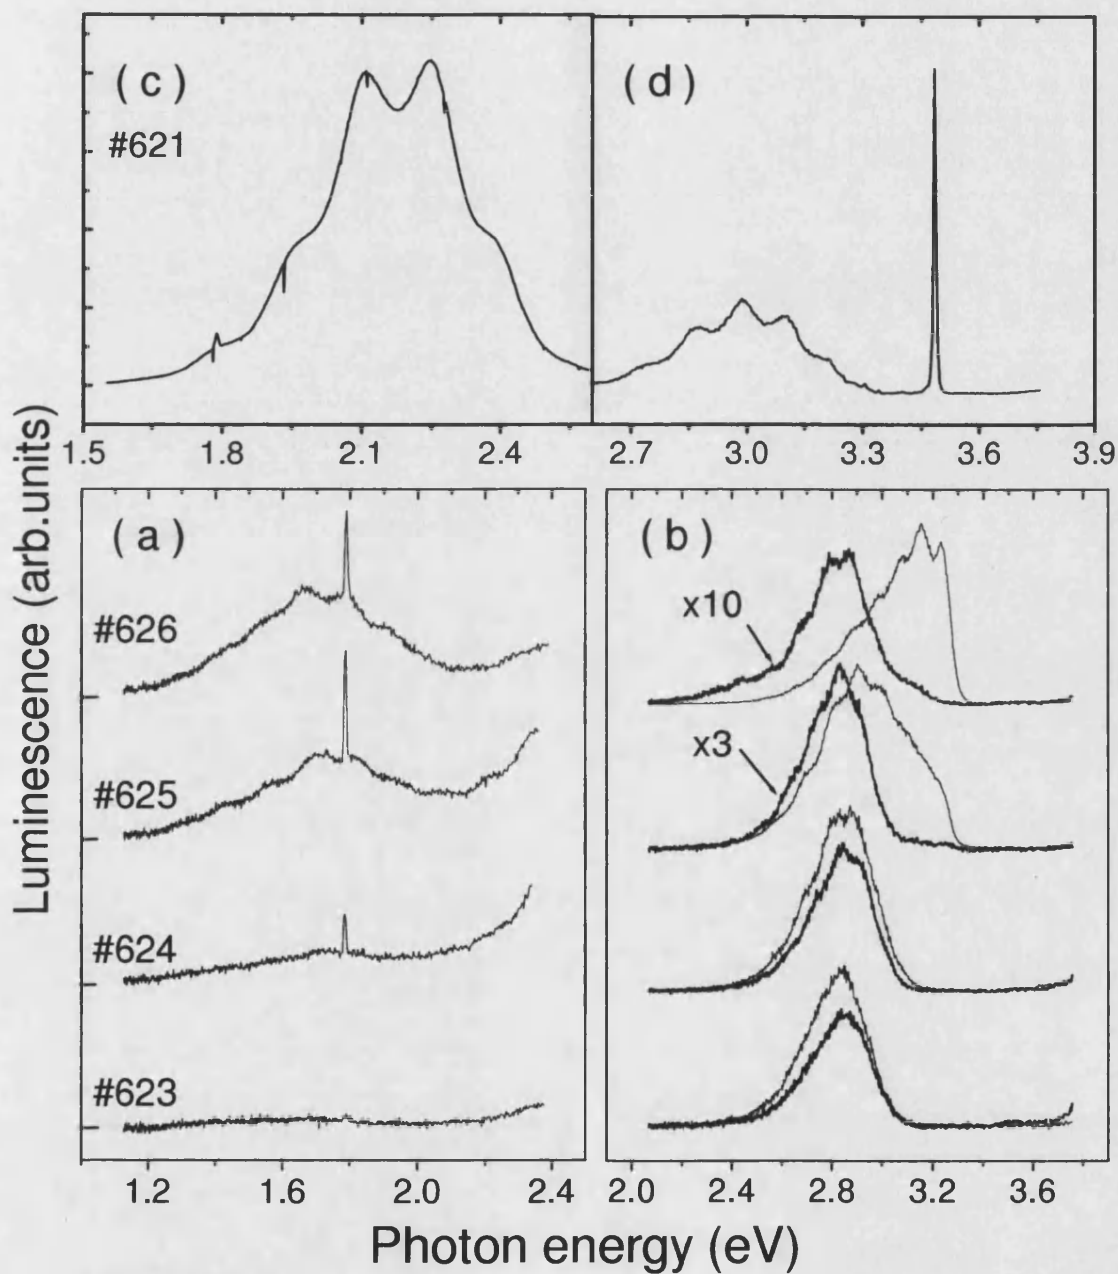 (c)
(d)
#621
1.5 1.8 2.1 2.4 2.7 3.0 3.3 3.6 3.9
Luminescence (arb.units)
(a)
(b)
#626
x10
#625
x3
#624
#623
1.2 1.6 2.0 2.4 2.0 2.4 2.8 3.2 3.6
Photon energy (eV)